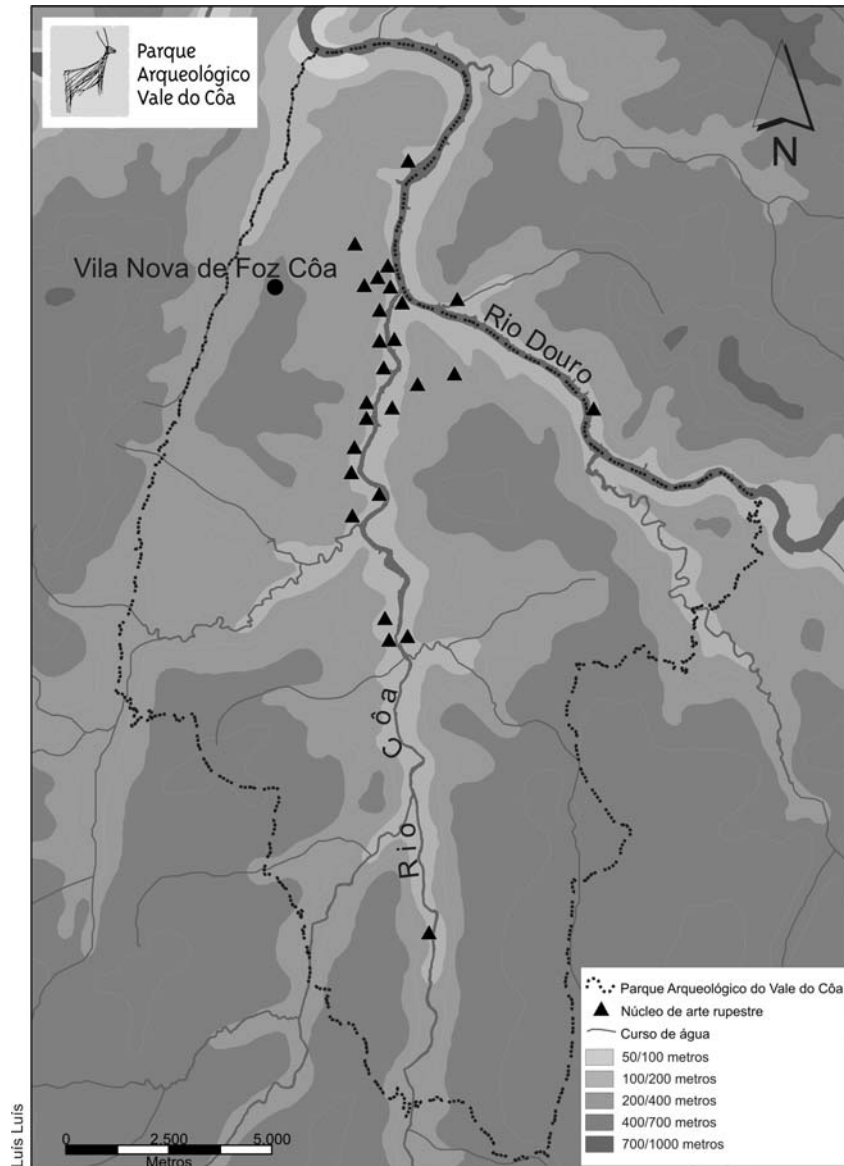 Parque
Arqueológico
Vale do Côa
N
Vila Nova de Foz Côa
Rio Douro
Rio Côa
Parque Arqueológico do Vale do Côa
Núcleo de arte rupestre
Curso de água
50/100 metros
100/200 metros
200/400 metros
400/700 metros
700/1000 metros
0 2.500 5.000
Metros
Luís Luís